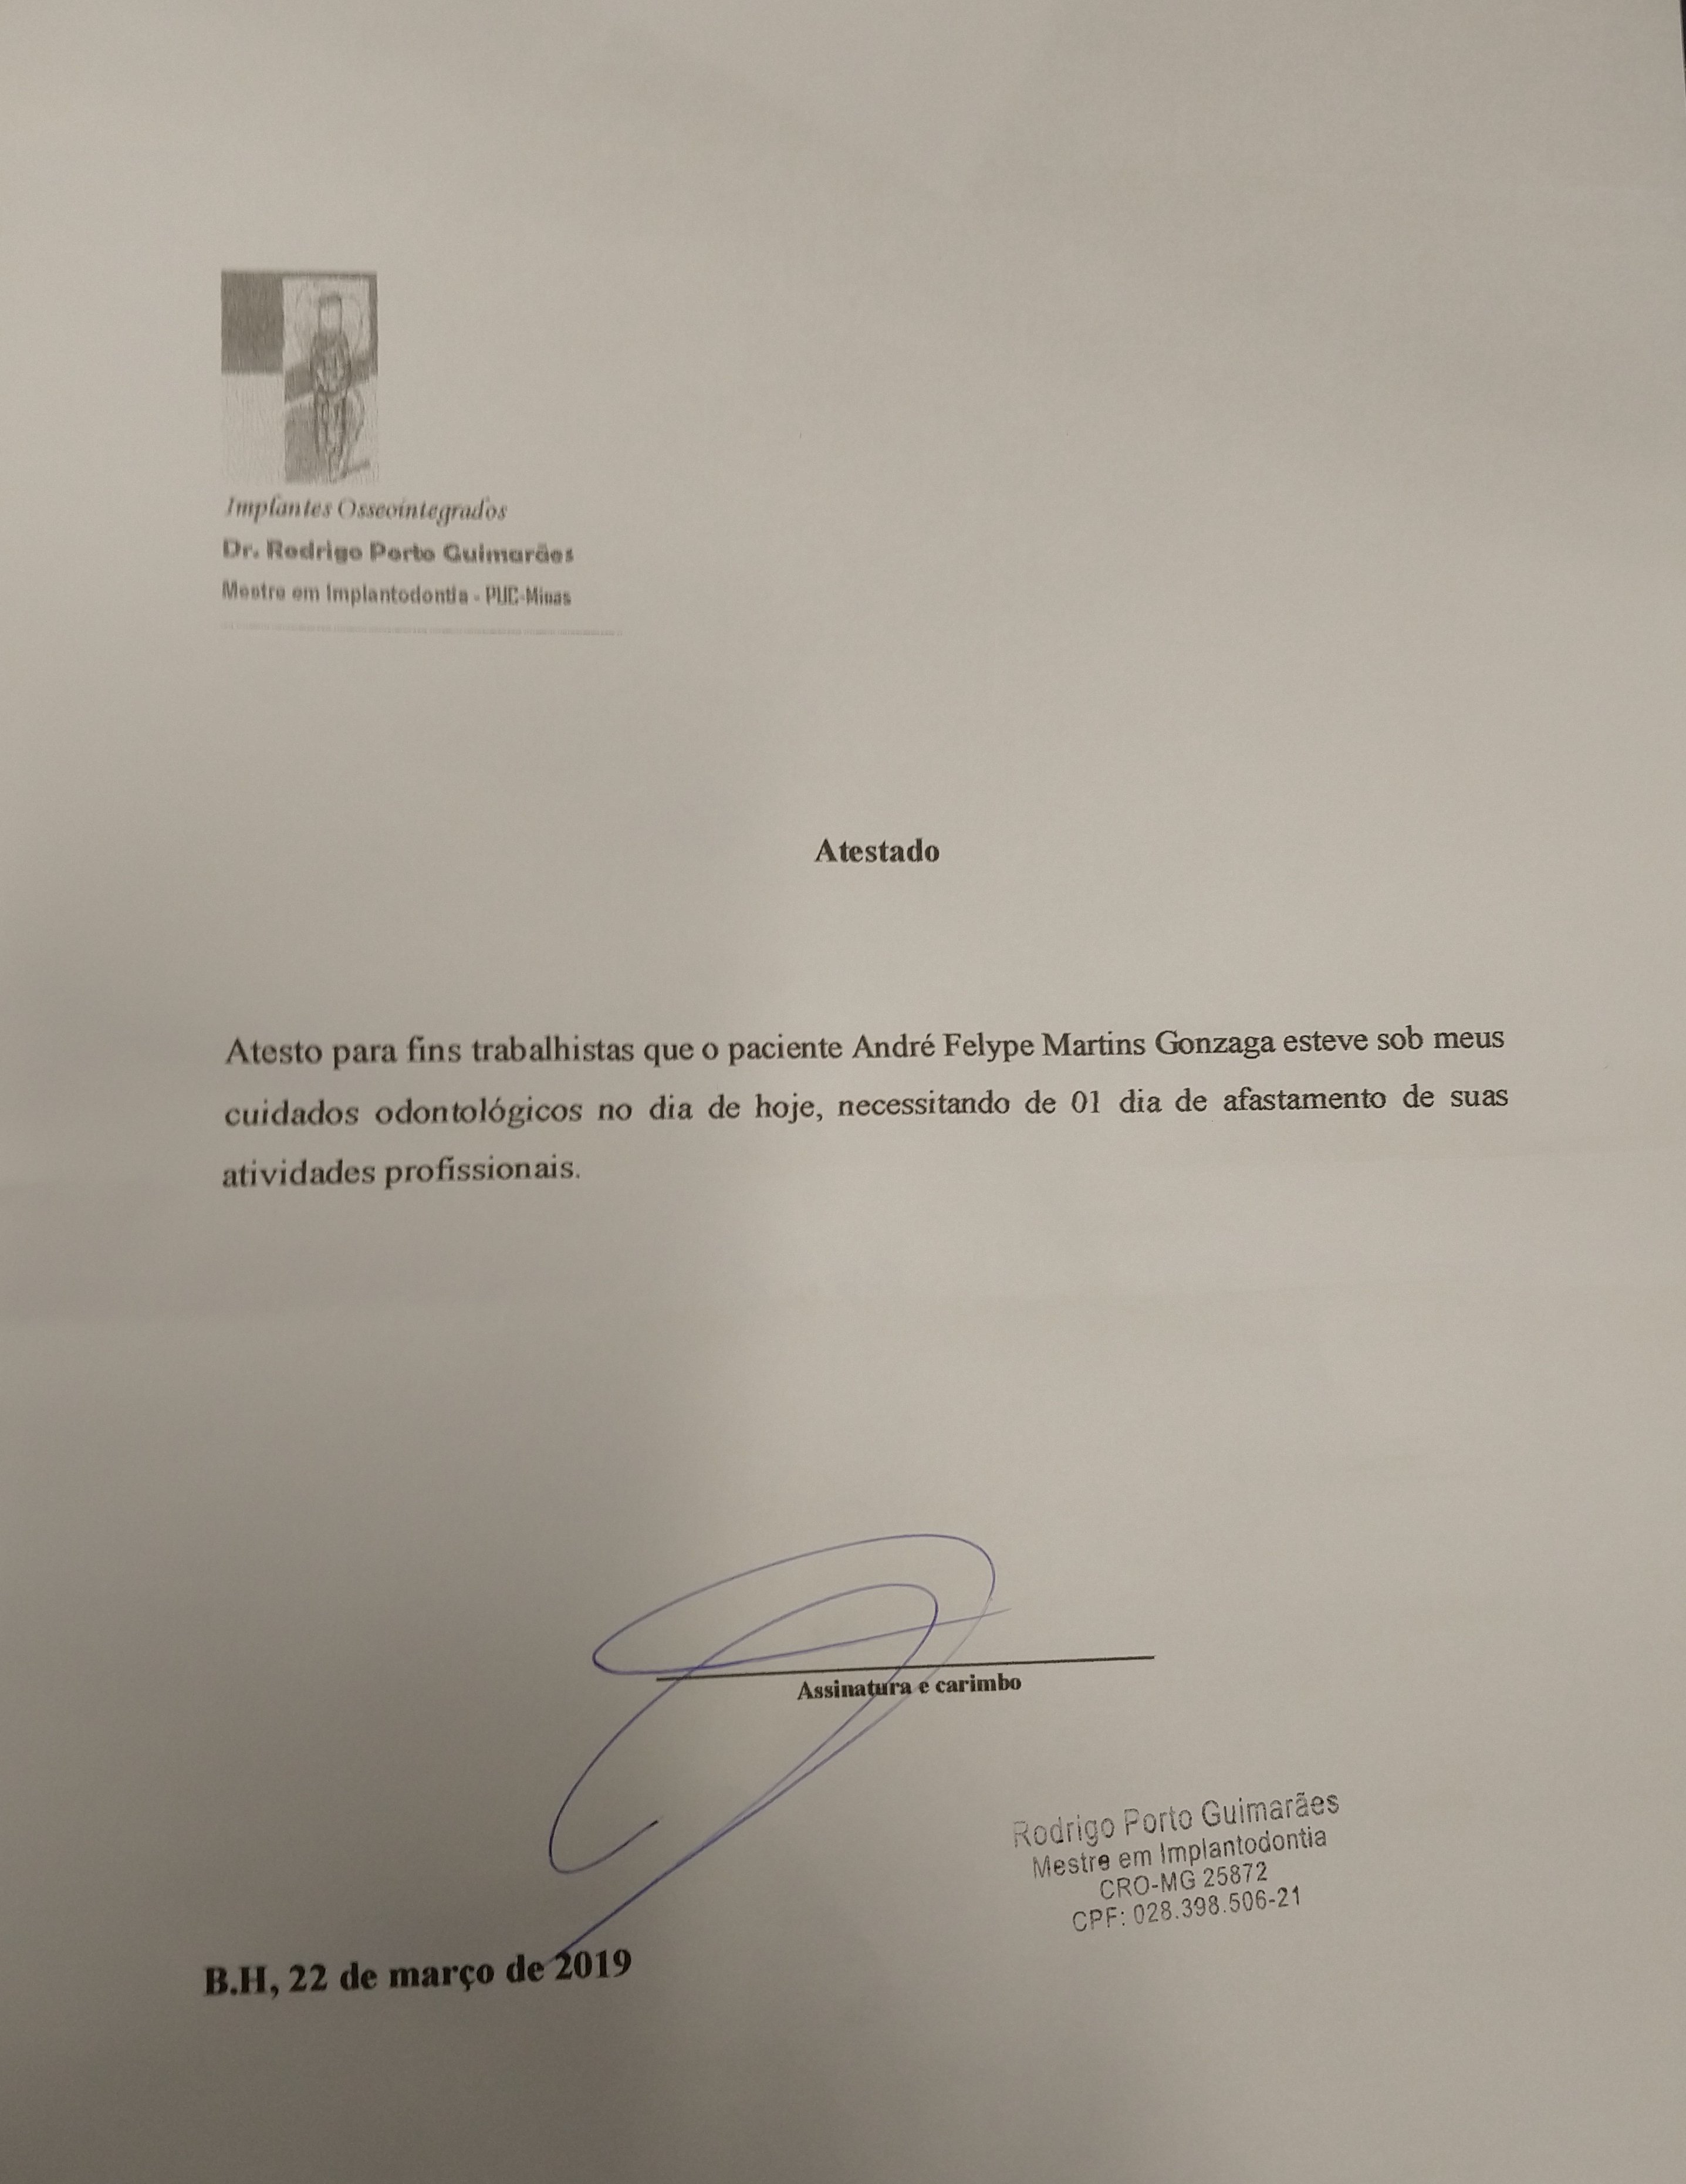 Implantes Osseointegrados
Dr. Rodrigo Porto Guimarães
Mestre em Implantodontia - PUC-Minas
Atestado
Atesto para fins trabalhistas que o paciente André Felype Martins Gonzaga esteve sob meus
cuidados odontológicos no dia de hoje, necessitando de 01 dia de afastamento de suas
atividades profissionais.
Assinatura e carimbo
Rodrigo Porto Guimarães
Mestre em Implantodontia
CRO-MG 25872
CPF: 028.398.506-21
B.H, 22 de março de 2019